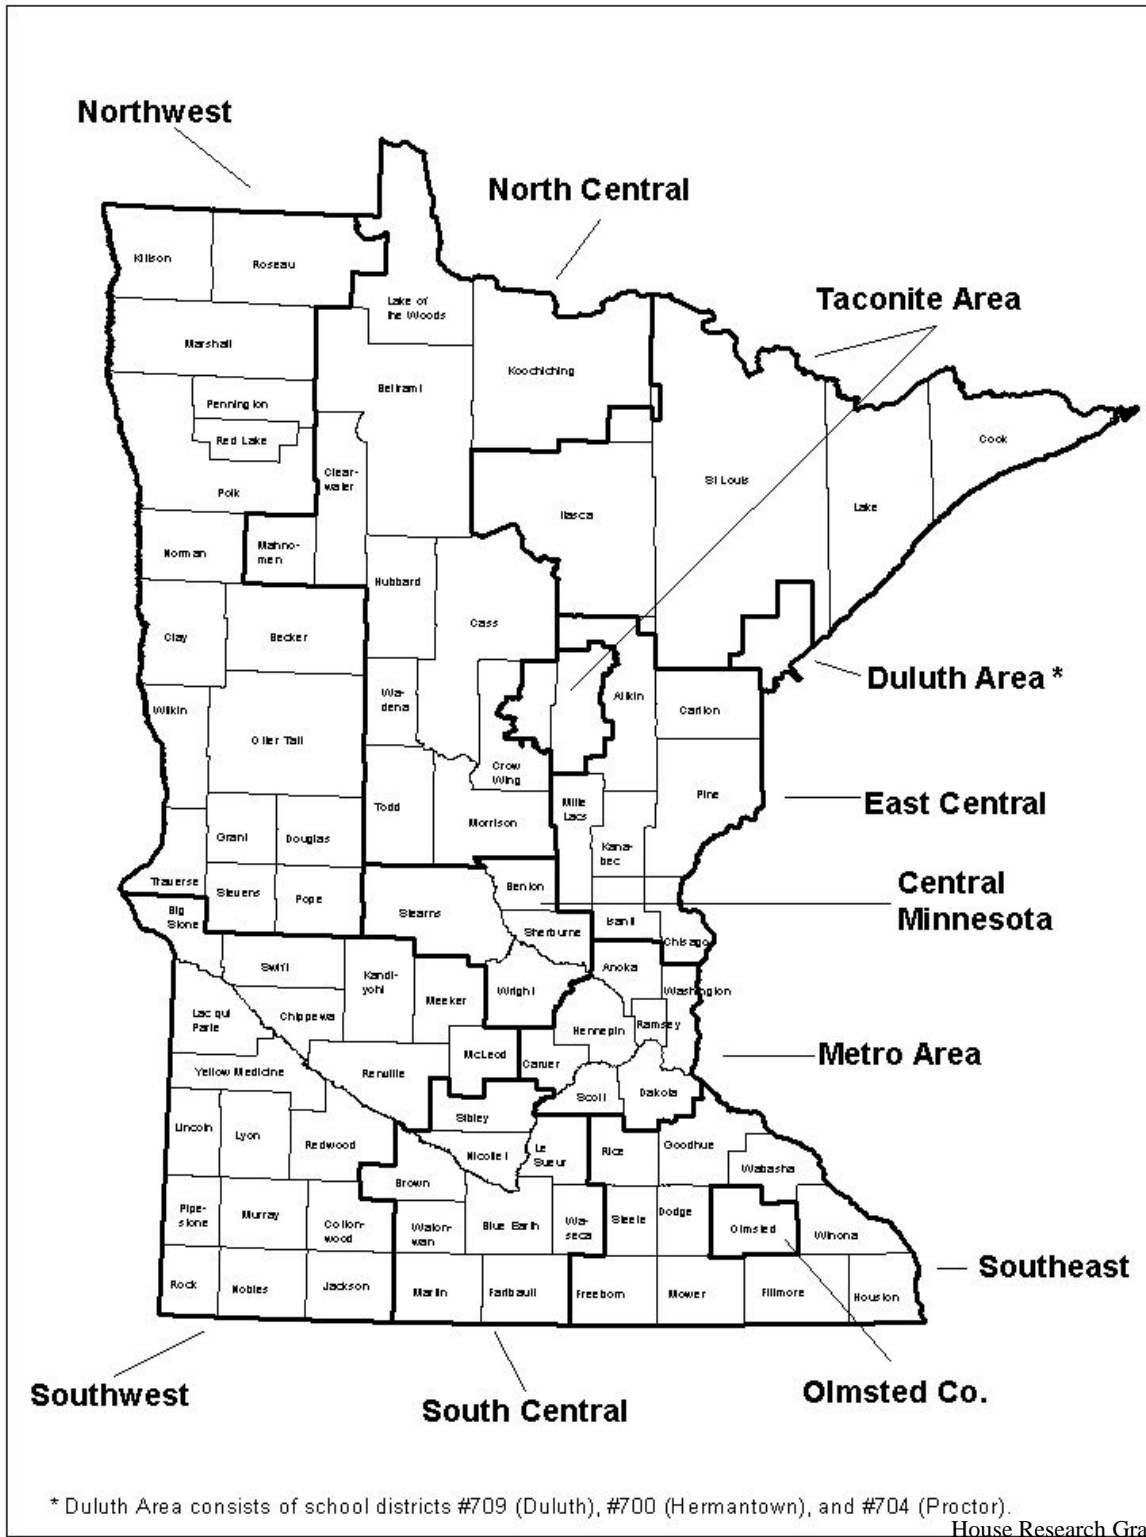 Northwest
North Central
Taconite Area
Kittson
Roseau
Lake of
the Woods
Marshall
Koochiching
Beltrami
Pennington
Red Lake
Cook
Clear-
water
St Louis
Polk
Lake
Itasca
Norman
Mahno-
men
Hubbard
Cass
Clay
Becker
Duluth Area *
Wa-
dena
Aitkin
Carlton
Wilkin
Otter Tail
Crow
Wing
Pine
East Central
Todd
Mille
Lacs
Morrison
Grant
Douglas
Kana-
bec
Traverse
Stevens
Pope
Benton
Central
Minnesota
Big
Stone
Stearns
Isanti
Sherburne
Chisago
Swift
Kandi-
yohi
Anoka
Meeker
Wright
Washington
Lac qui
Parle
Chippewa
Hennepin
Ramsey
Metro Area
McLeod
Carver
Yellow Medicine
Renville
Scott
Dakota
Sibley
Lincoln
Lyon
Redwood
Nicollet
Le
Sueur
Rice
Goodhue
Wabasha
Brown
Pipe-
stone
Murray
Cotton-
wood
Waton-
wan
Blue Earth
Wa-
seca
Steele
Dodge
Olmsted
Winona
Southeast
Rock
Nobles
Jackson
Martin
Faribault
Freeborn
Mower
Fillmore
Houston
Southwest
South Central
Olmsted Co.
* Duluth Area consists of school districts #709 (Duluth), #700 (Hermantown), and #704 (Proctor).
House Research Gra